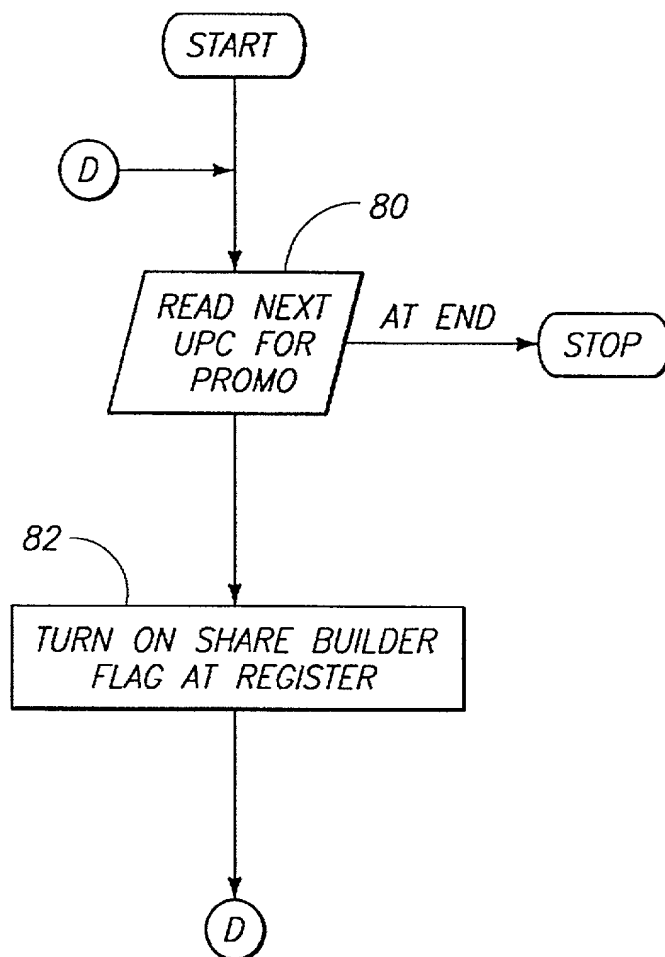 START
D
80
READ NEXT
UPC FOR
PROMO
AT END
STOP
82
TURN ON SHARE BUILDER
FLAG AT REGISTER
D